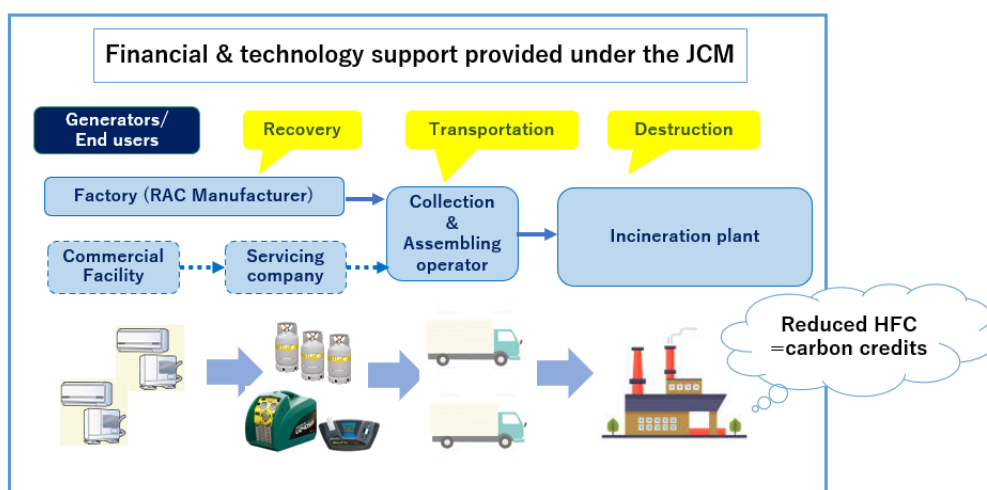 Financial & technology support provided under the JCM
Generators/
End users
Recovery
Transportation
Destruction
Factory (RAC Manufacturer)
Collection
&
Assembling
operator
Incineration plant
Commercial
Facility
Servicing
company
Reduced HFC
=carbon credits